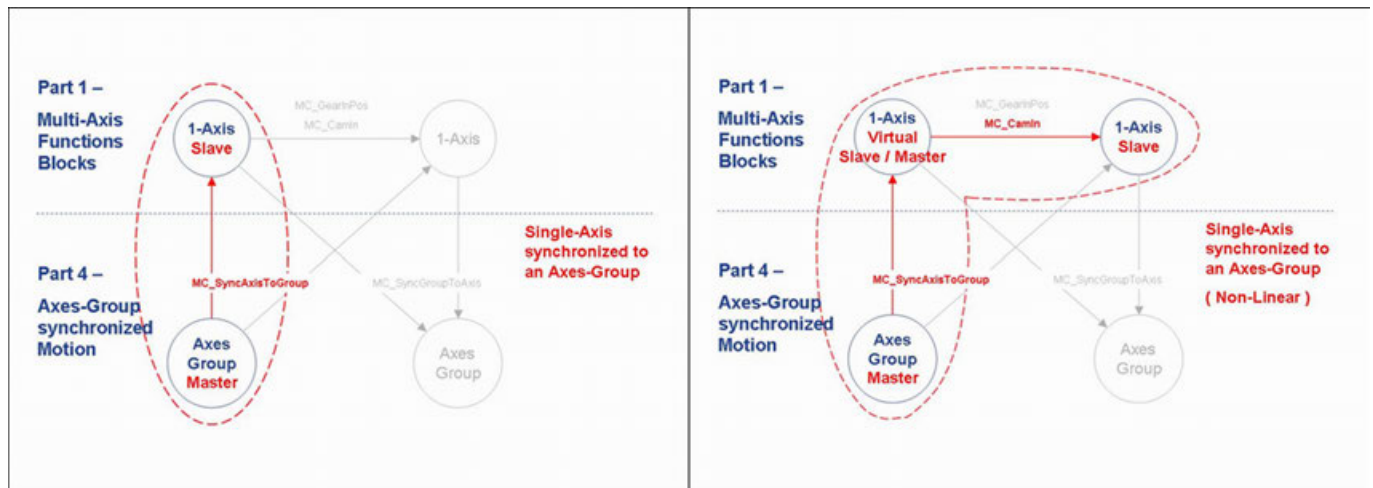 Part 1 –
Multi-Axis
Functions
Blocks
1-Axis
Slave
MC_GearInPos
MC_CamIn
1-Axis
Single-Axis
synchronized to
an Axes-Group
Part 4 –
Axes-Group
synchronized
Motion
MC_SyncAxisToGroup
MC_SyncGroupToAxis
Axes
Group
Master
Axes
Group
Part 1 –
Multi-Axis
Functions
Blocks
1-Axis
Virtual
Slave / Master
MC_GearInPos
MC_CamIn
1-Axis
Slave
Single-Axis
synchronized to
an Axes-Group
( Non-Linear )
Part 4 –
Axes-Group
synchronized
Motion
MC_SyncAxisToGroup
MC_SyncGroupToAxis
Axes
Group
Master
Axes
Group